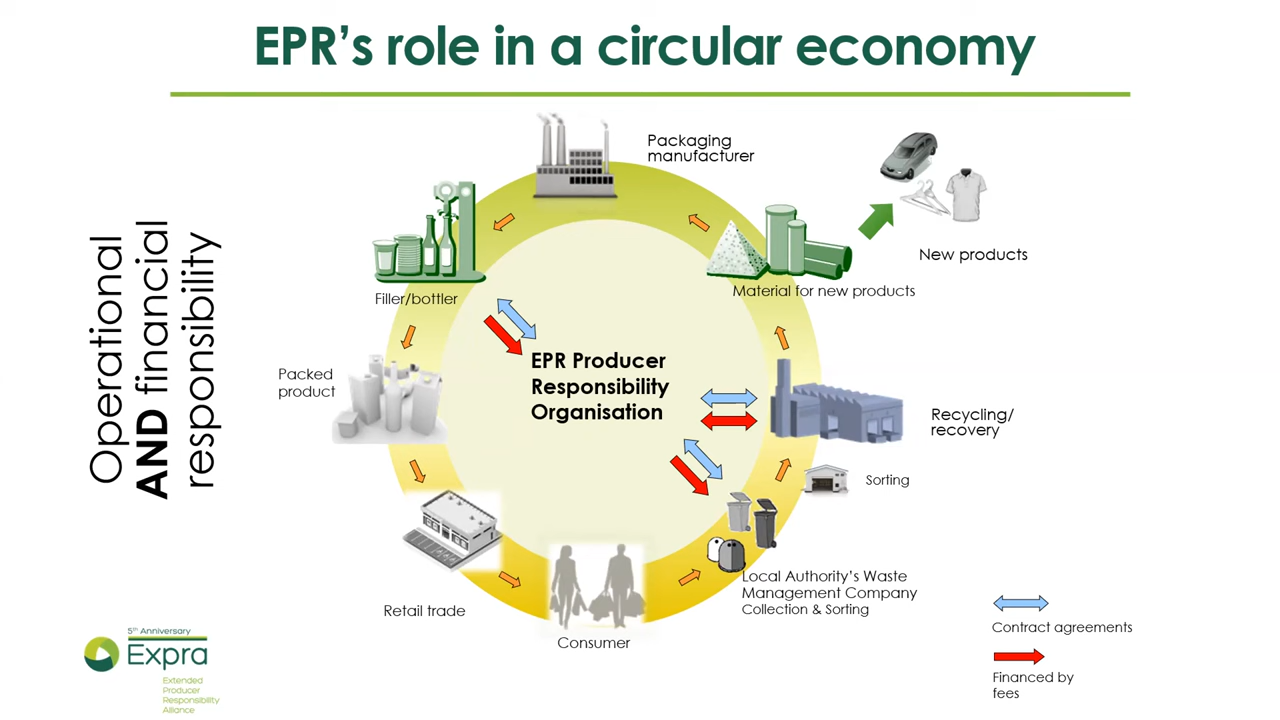 EPR's role in a circular economy
Operational
AND financial
responsibility
Packaging
manufacturer
New products
Material for new products
Filler/bottler
Packed
product
EPR Producer
Responsibility
Organisation
Recycling/
recovery
Sorting
Local Authority's Waste
Management Company
Collection & Sorting
Retail trade
Consumer
Contract agreements
Financed by
fees
5th Anniversary
Expra
Extended
Producer
Responsibility
Alliance